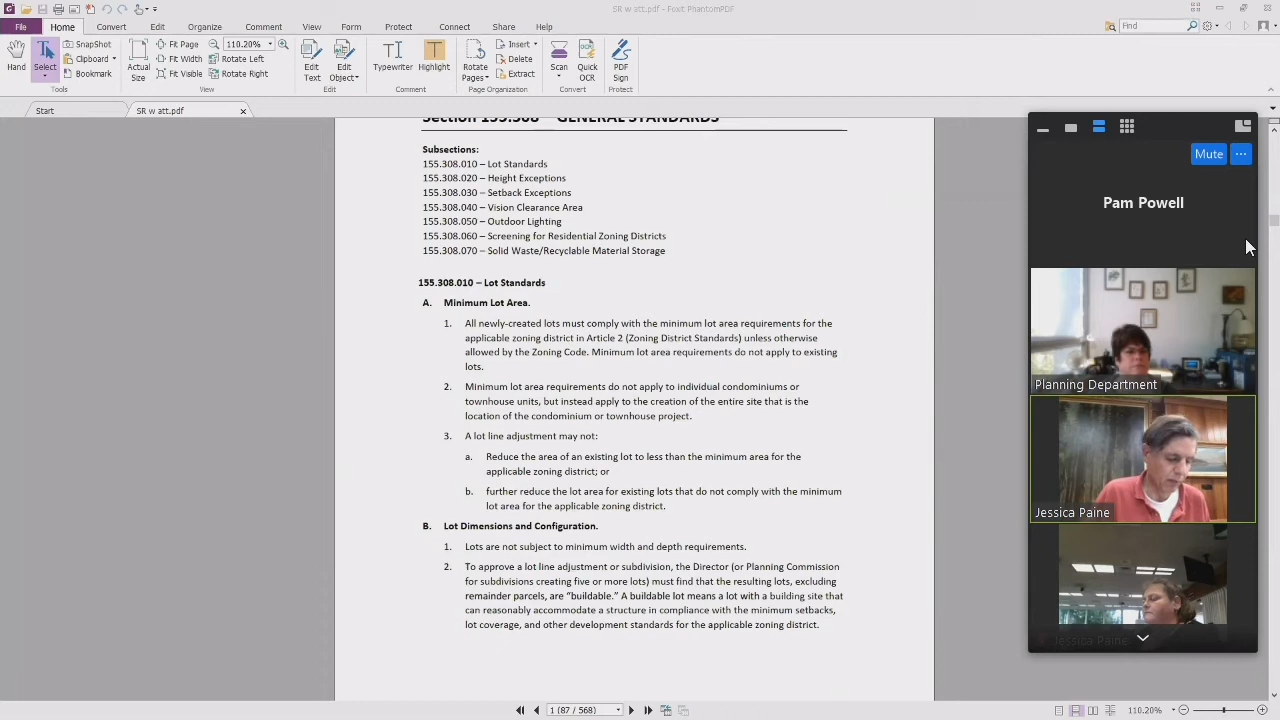 SR w att.pdf - Foxit PhantomPDF
File Home Convert Edit Organize Comment View Form Protect Connect Share Help Find
SnapShot Fit Page 110.20% Insert
Clipboard Fit Width Rotate Left Delete
Bookmark Fit Visible Rotate Right Extract
Hand Select Actual Size Edit Text Edit Object Typewriter Highlight Rotate Pages Scan Quick OCR PDF Sign
Tools View Edit Comment Page Organization Convert Protect
Start SR w att.pdf
Section 155.308 – GENERAL STANDARDS
Subsections:
155.308.010 – Lot Standards
155.308.020 – Height Exceptions
155.308.030 – Setback Exceptions
155.308.040 – Vision Clearance Area
155.308.050 – Outdoor Lighting
155.308.060 – Screening for Residential Zoning Districts
155.308.070 – Solid Waste/Recyclable Material Storage
155.308.010 – Lot Standards
A. Minimum Lot Area.
1. All newly-created lots must comply with the minimum lot area requirements for the
applicable zoning district in Article 2 (Zoning District Standards) unless otherwise
allowed by the Zoning Code. Minimum lot area requirements do not apply to existing
lots.
2. Minimum lot area requirements do not apply to individual condominiums or
townhouse units, but instead apply to the creation of the entire site that is the
location of the condominium or townhouse project.
3. A lot line adjustment may not:
a. Reduce the area of an existing lot to less than the minimum area for the
applicable zoning district; or
b. further reduce the lot area for existing lots that do not comply with the minimum
lot area for the applicable zoning district.
B. Lot Dimensions and Configuration.
1. Lots are not subject to minimum width and depth requirements.
2. To approve a lot line adjustment or subdivision, the Director (or Planning Commission
for subdivisions creating five or more lots) must find that the resulting lots, excluding
remainder parcels, are “buildable.” A buildable lot means a lot with a building site that
can reasonably accommodate a structure in compliance with the minimum setbacks,
lot coverage, and other development standards for the applicable zoning district.
Mute ...
Pam Powell
Planning Department
Jessica Paine
Jessica Paine
1 (87 / 568) 110.20%